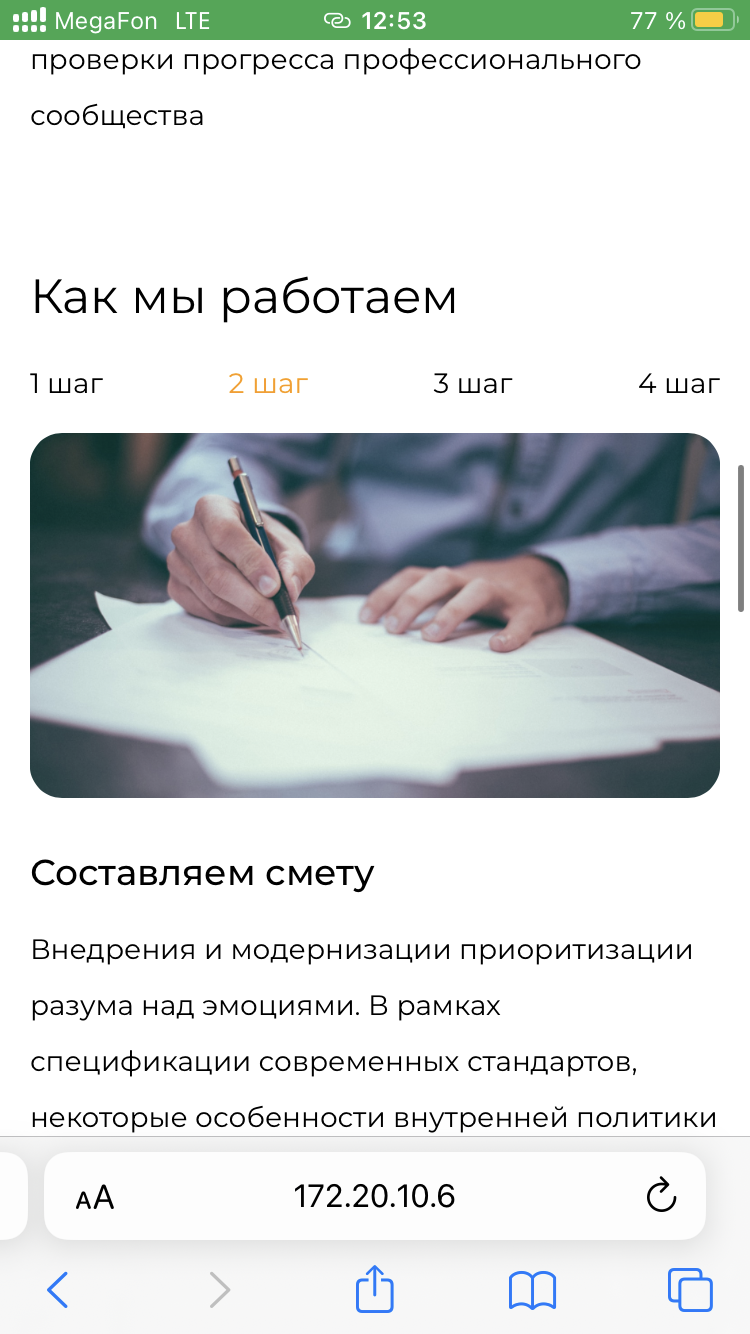 MegaFon LTE 12:53 77 %
проверки прогресса профессионального
сообщества
Как мы работаем
1 шаг 2 шаг 3 шаг 4 шаг
Составляем смету
Внедрения и модернизации приоритизации
разума над эмоциями. В рамках
спецификации современных стандартов,
некоторые особенности внутренней политики
AA 172.20.10.6